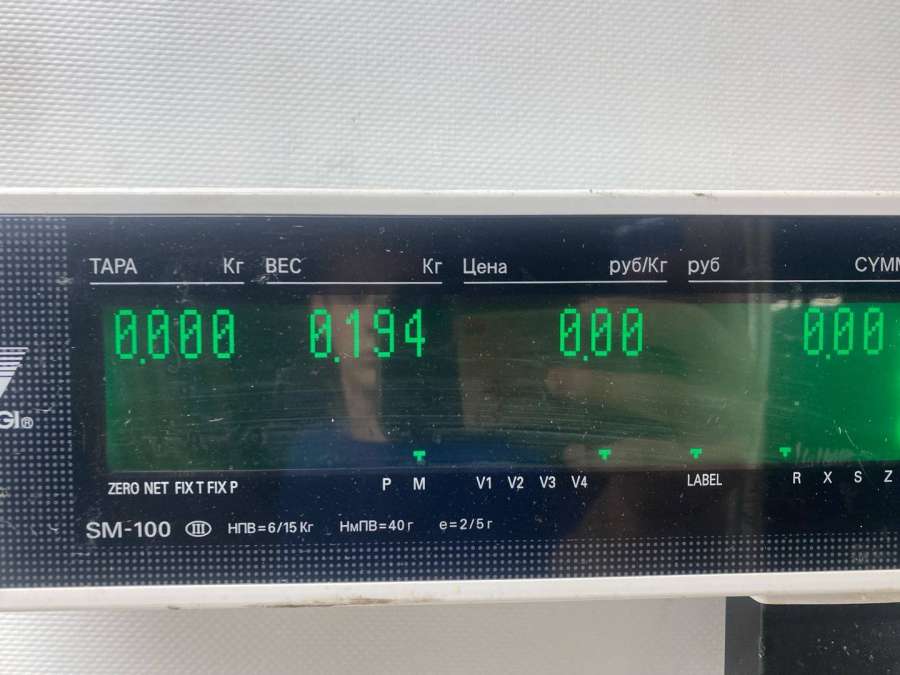 ТАРА Кг ВЕС Кг Цена руб/Кг руб
0.000 0.194 0.00 0.00
ZERO NET FIX T FIX P P M V1 V2 V3 V4 LABEL R X S Z
SM-100 III НПВ=6/15 Кг НмПВ=40 г е=2/5 г